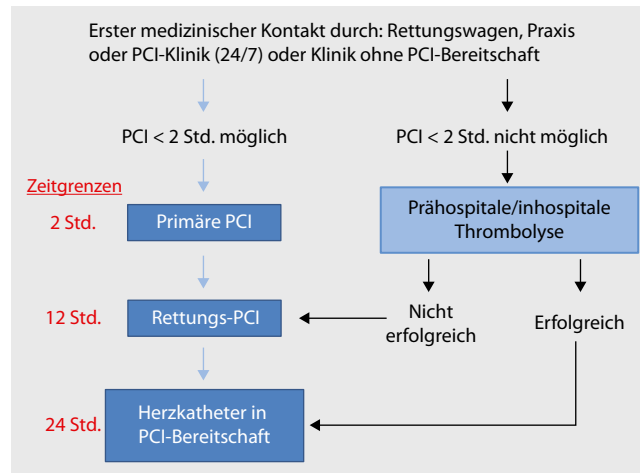 Erster medizinischer Kontakt durch: Rettungswagen, Praxis
oder PCI-Klinik (24/7) oder Klinik ohne PCI-Bereitschaft
PCI < 2 Std. möglich
PCI < 2 Std. nicht möglich
Zeitgrenzen
2 Std.
Primäre PCI
Prähospitale/inhospitale
Thrombolyse
12 Std.
Rettungs-PCI
Nicht
erfolgreich
Erfolgreich
24 Std.
Herzkatheter in
PCI-Bereitschaft